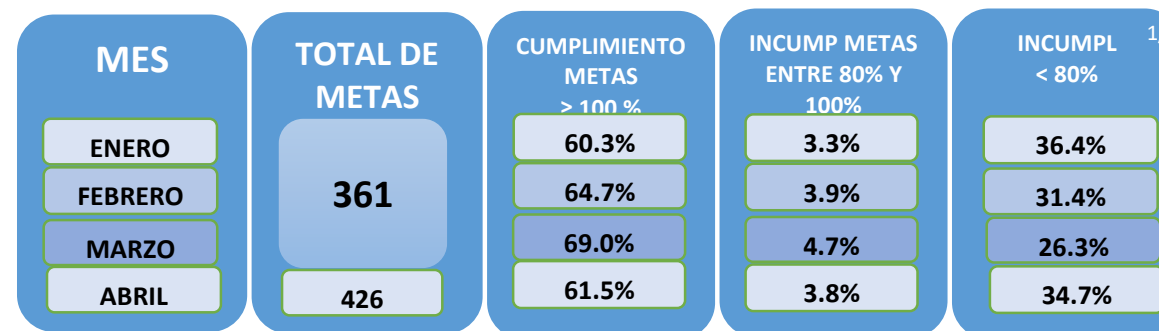 MES
ENERO
FEBRERO
MARZO
ABRIL
TOTAL DE
METAS
361
426
CUMPLIMIENTO
METAS
> 100 %
60.3%
64.7%
69.0%
61.5%
INCUMP METAS
ENTRE 80% Y
100%
3.3%
3.9%
4.7%
3.8%
INCUMPL
< 80%
36.4%
31.4%
26.3%
34.7%